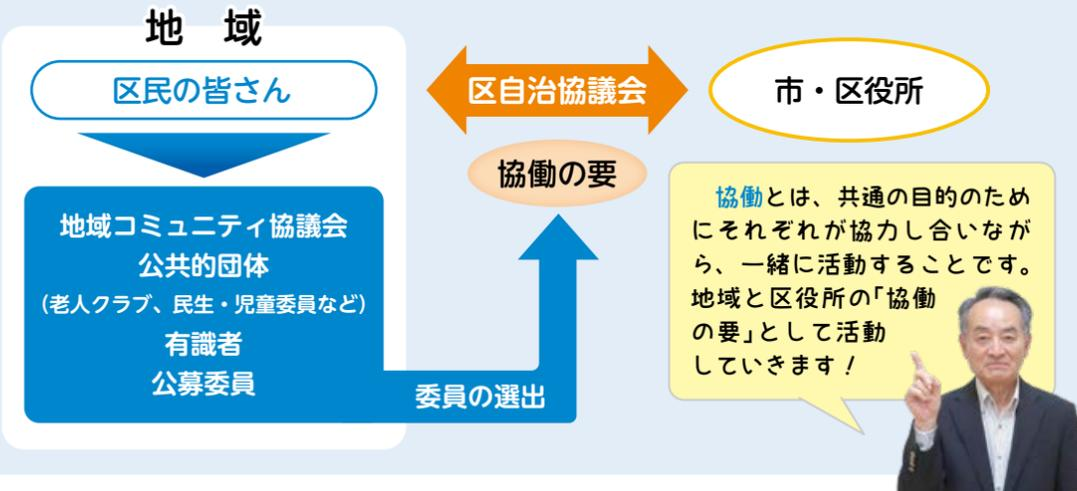 地 域
区民の皆さん
地域コミュニティ協議会
公共的団体
（老人クラブ、民生・児童委員など）
有識者
公募委員
委員の選出
区自治協議会
協働の要
市・区役所
協働とは、共通の目的のため
にそれぞれが協力し合いなが
ら、一緒に活動することです。
地域と区役所の「協働
の要」として活動
していきます！